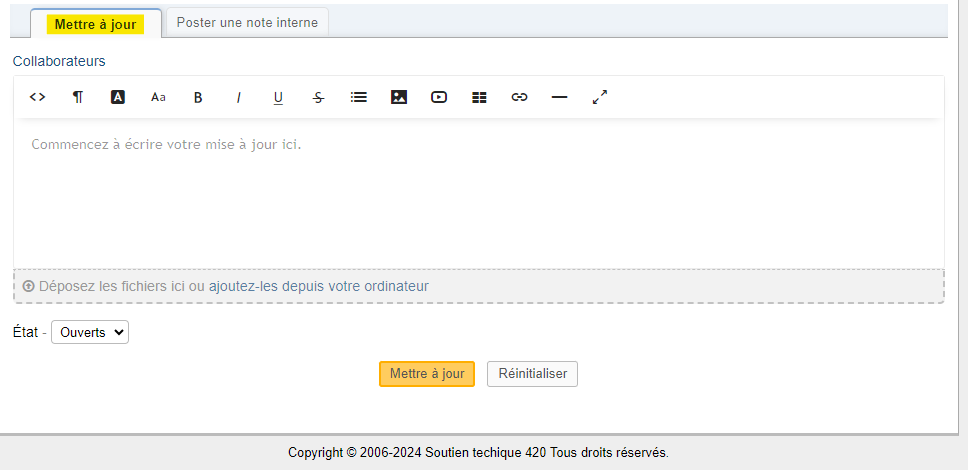 Mettre à jour Poster une note interne
Collaborateurs
<> ¶ A Aa B I U S
Commencez à écrire votre mise à jour ici.
Déposez les fichiers ici ou ajoutez-les depuis votre ordinateur
État - Ouverts
Mettre à jour Réinitialiser
Copyright © 2006-2024 Soutien techique 420 Tous droits réservés.